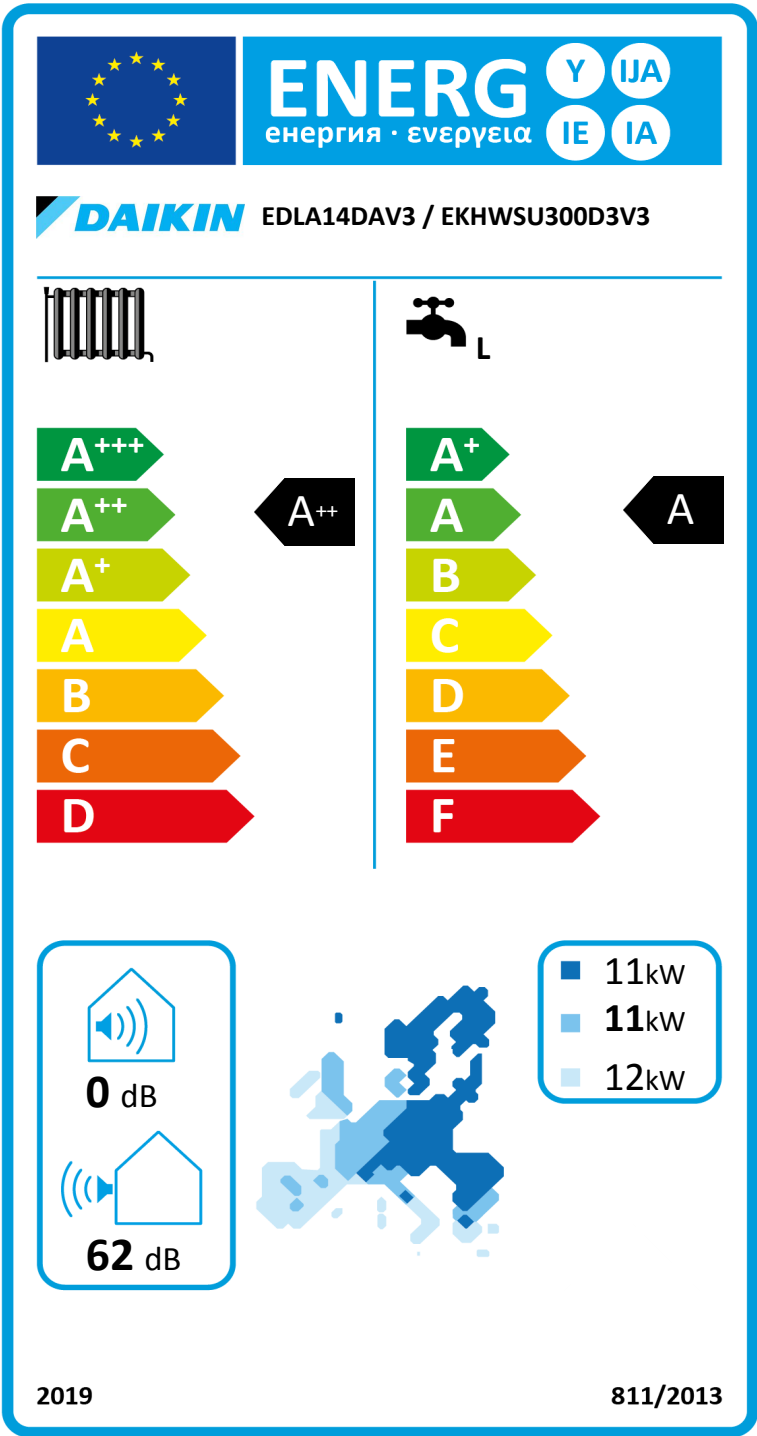 ENERG Y IJA
енергия · ενεργεια IE IA
DAIKIN EDLA14DAV3 / EKHWSU300D3V3
L
A+++
A++
A+
A
B
C
D
A++
A+
A
B
C
D
E
F
A
0 dB
62 dB
11kW
11kW
12kW
2019
811/2013